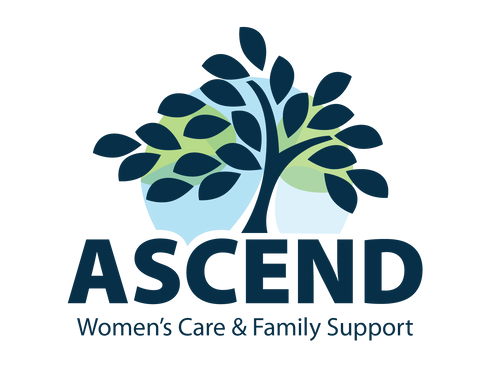 ASCEND
Women's Care & Family Support